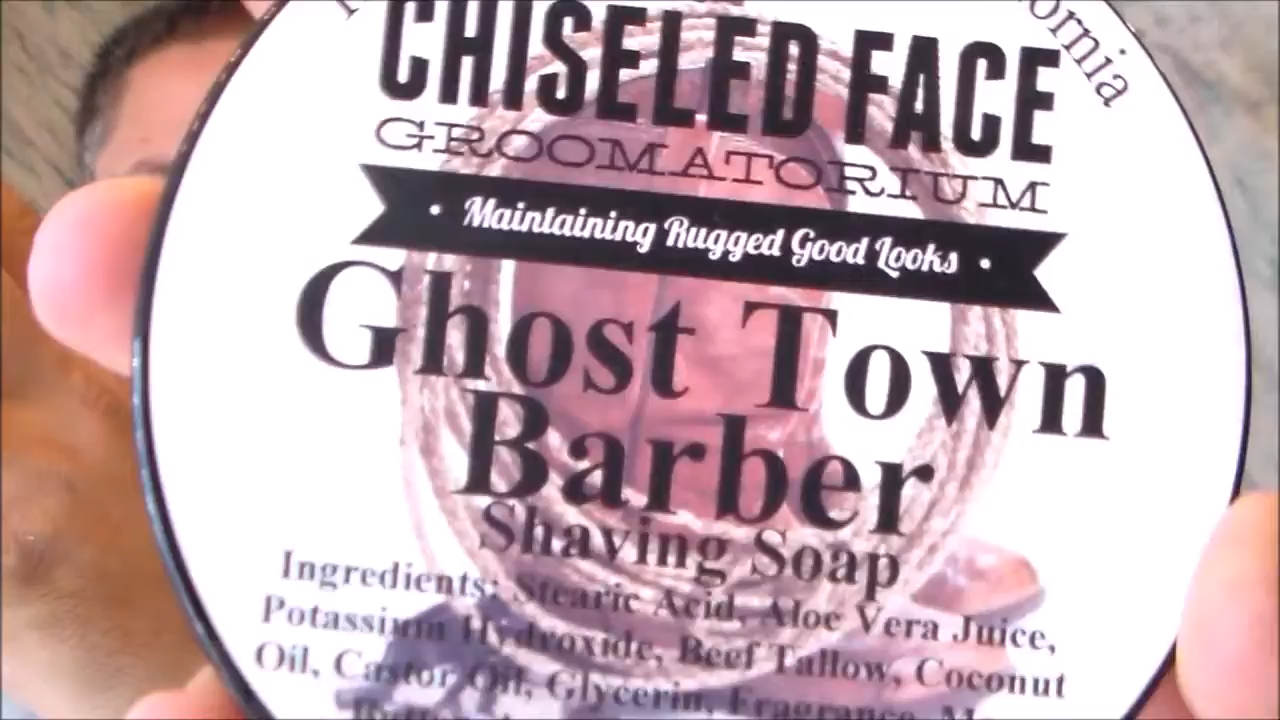 ornia
CHISELED FACE
GROOMATORIUM
• Maintaining Rugged Good Looks •
Ghost Town
Barber
Shaving Soap
Ingredients: Stearic Acid, Aloe Vera Juice,
Potassium Hydroxide, Beef Tallow, Coconut
Oil, Castor Oil, Glycerin, Fragrance,